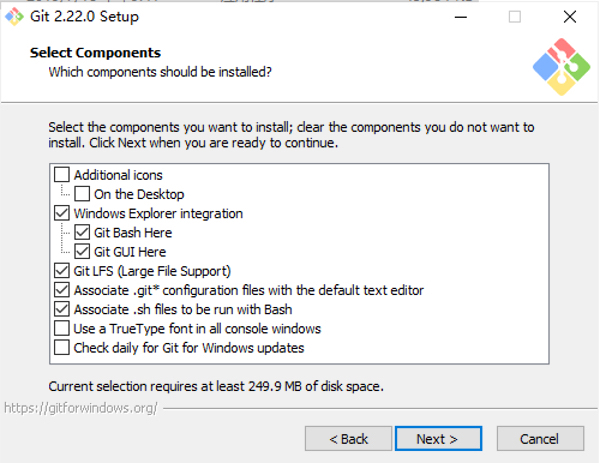 Git 2.22.0 Setup
Select Components
Which components should be installed?
Select the components you want to install; clear the components you do not want to
install. Click Next when you are ready to continue.
Additional icons
On the Desktop
Windows Explorer integration
Git Bash Here
Git GUI Here
Git LFS (Large File Support)
Associate .git* configuration files with the default text editor
Associate .sh files to be run with Bash
Use a TrueType font in all console windows
Check daily for Git for Windows updates
Current selection requires at least 249.9 MB of disk space.
https://gitforwindows.org/
< Back
Next >
Cancel